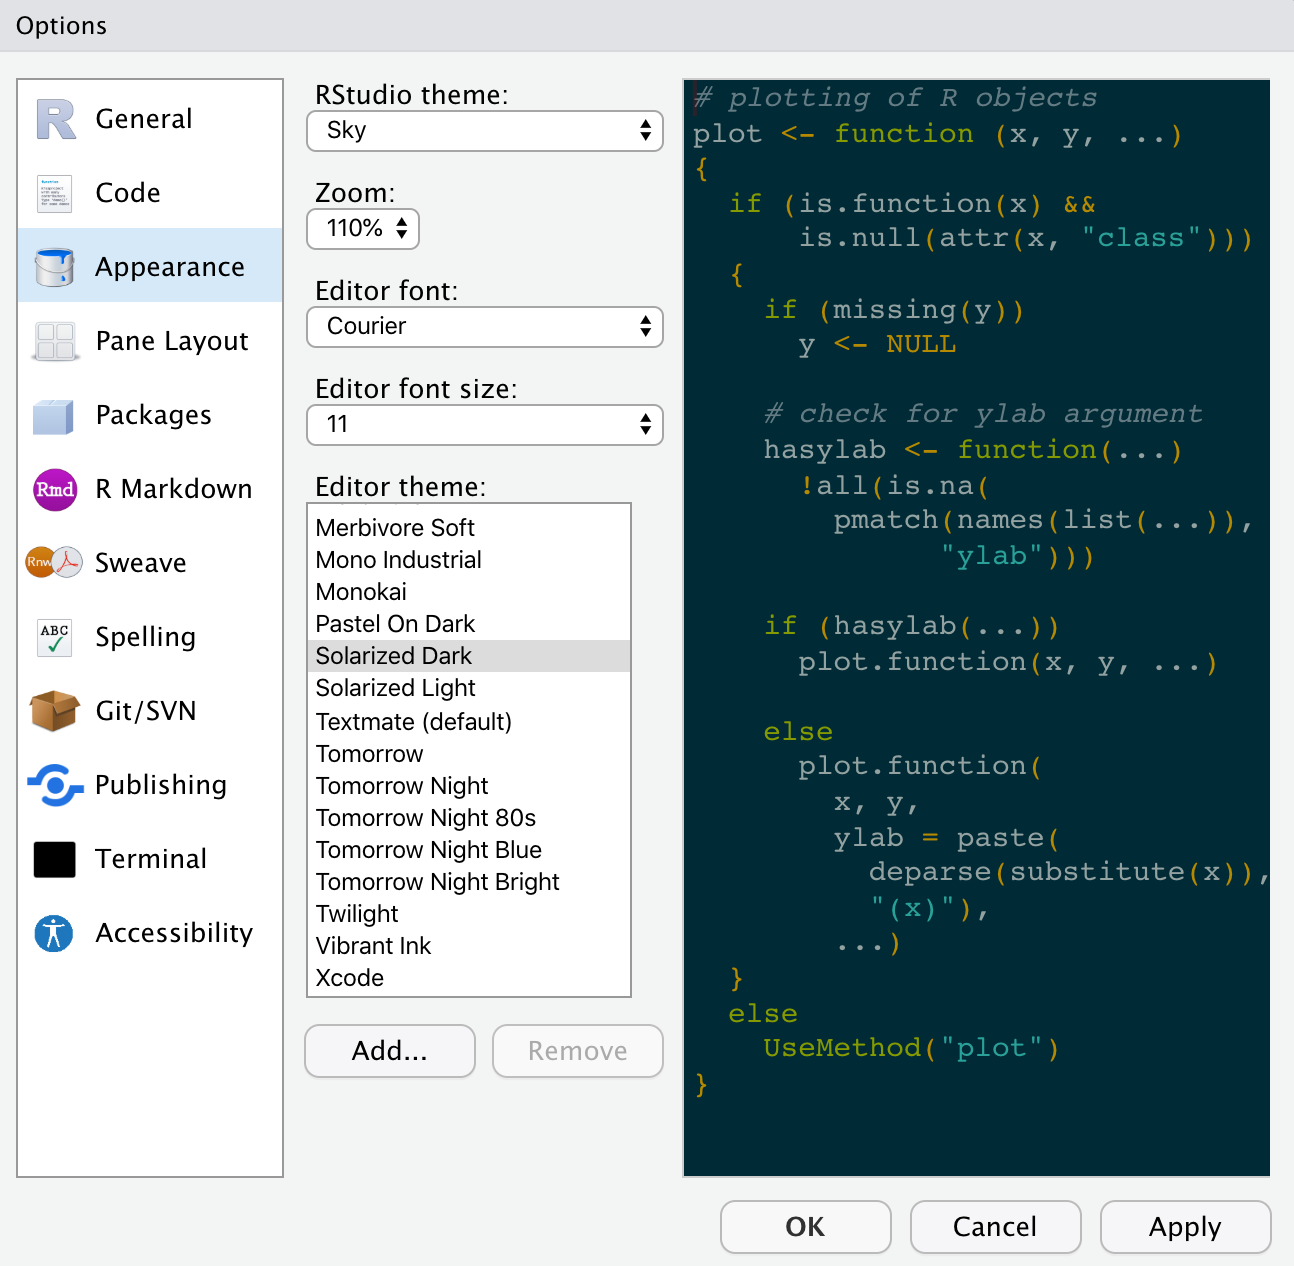 Options
General
Code
Appearance
Pane Layout
Packages
Rmd R Markdown
Rnw Sweave
ABC Spelling
Git/SVN
Publishing
Terminal
Accessibility
RStudio theme:
Sky
Zoom:
110%
Editor font:
Courier
Editor font size:
11
Editor theme:
Merbivore Soft
Mono Industrial
Monokai
Pastel On Dark
Solarized Dark
Solarized Light
Textmate (default)
Tomorrow
Tomorrow Night
Tomorrow Night 80s
Tomorrow Night Blue
Tomorrow Night Bright
Twilight
Vibrant Ink
Xcode
Add...
Remove
# plotting of R objects
plot <- function (x, y, ...)
{
  if (is.function(x) &&
      is.null(attr(x, "class")))
  {
    if (missing(y))
      y <- NULL

    # check for ylab argument
    hasylab <- function(...)
      !all(is.na(
        pmatch(names(list(...)),
              "ylab")))

    if (hasylab(...))
      plot.function(x, y, ...)

    else
      plot.function(
        x, y,
        ylab = paste(
          deparse(substitute(x)),
          "(x)"),
        ...)
  }
  else
    UseMethod("plot")
}
OK
Cancel
Apply